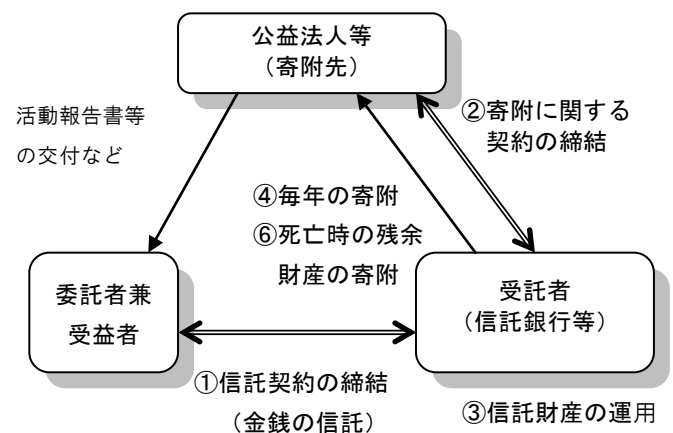 公益法人等
（寄附先）
活動報告書等
の交付など
②寄附に関する
契約の締結
④毎年の寄附
⑥死亡時の残余
財産の寄附
委託者兼
受益者
受託者
（信託銀行等）
①信託契約の締結
（金銭の信託）
③信託財産の運用